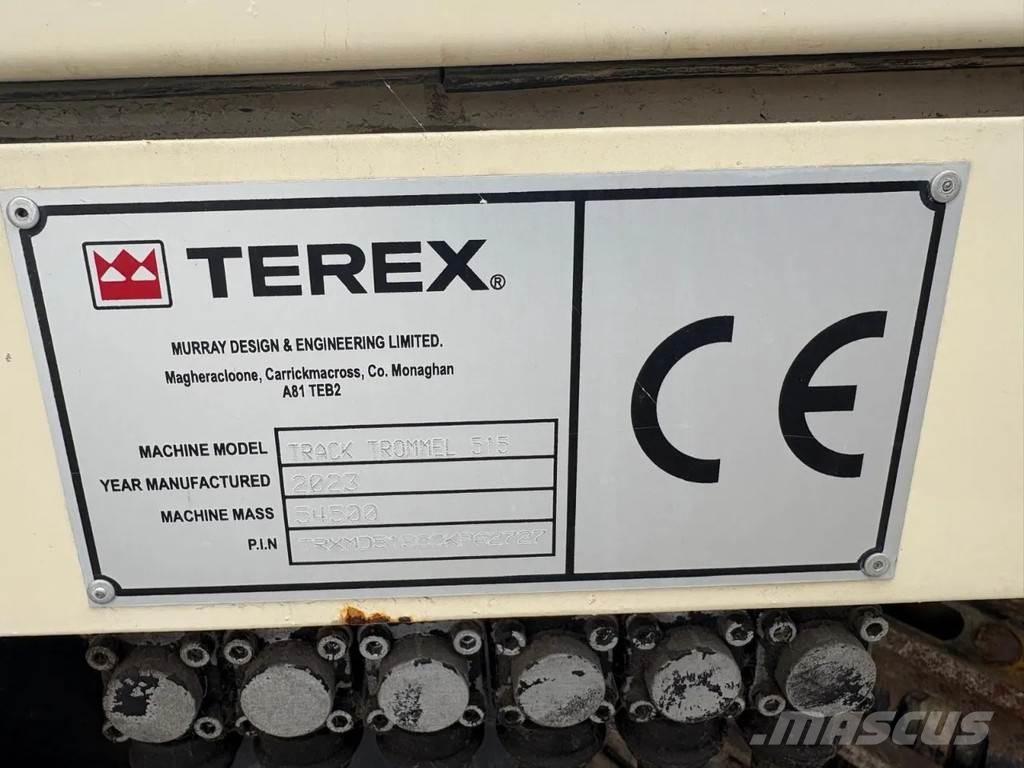 TEREX®
MURRAY DESIGN & ENGINEERING LIMITED.
Magheracloone, Carrickmacross, Co. Monaghan
A81 TEB2
MACHINE MODEL TRACK TROMMEL 515
YEAR MANUFACTURED 2023
MACHINE MASS 54500
P.I.N
CE
MASCUS